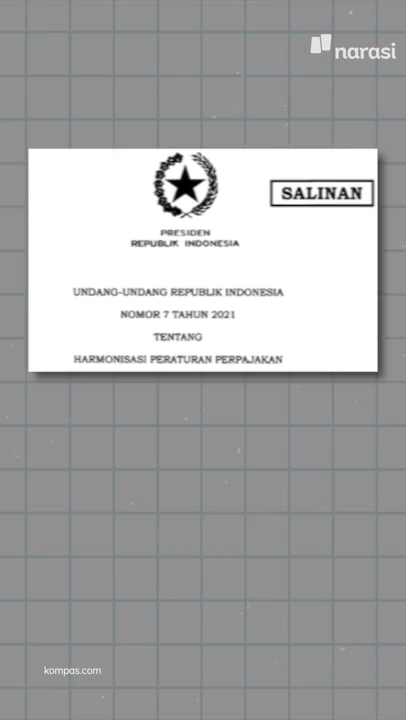 narasi
SALINAN
PRESIDEN
REPUBLIK INDONESIA
UNDANG-UNDANG REPUBLIK INDONESIA
NOMOR 7 TAHUN 2021
TENTANG
HARMONISASI PERATURAN PERPAJAKAN
kompas.com